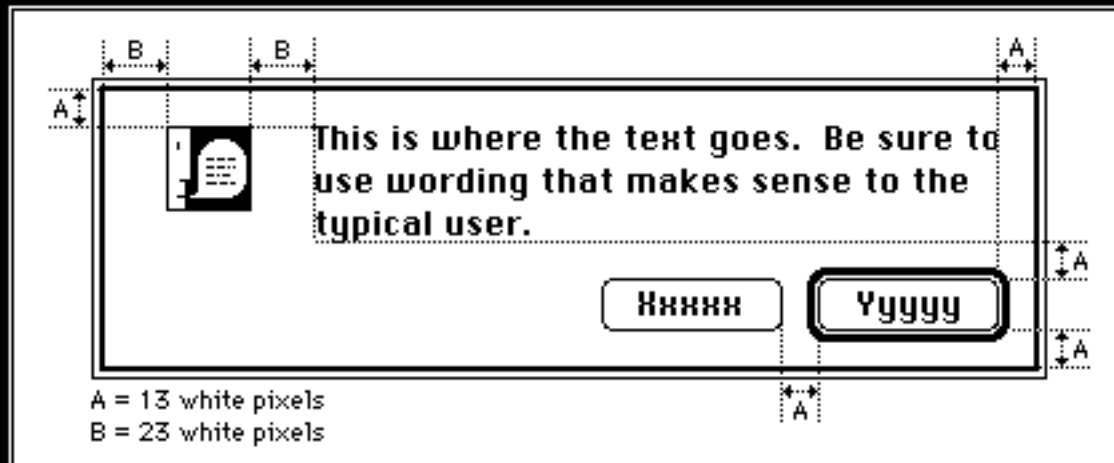 B B A
A
This is where the text goes. Be sure to
use wording that makes sense to the
typical user.
A
Xxxxx Yyyyy
A
A
A = 13 white pixels
B = 23 white pixels